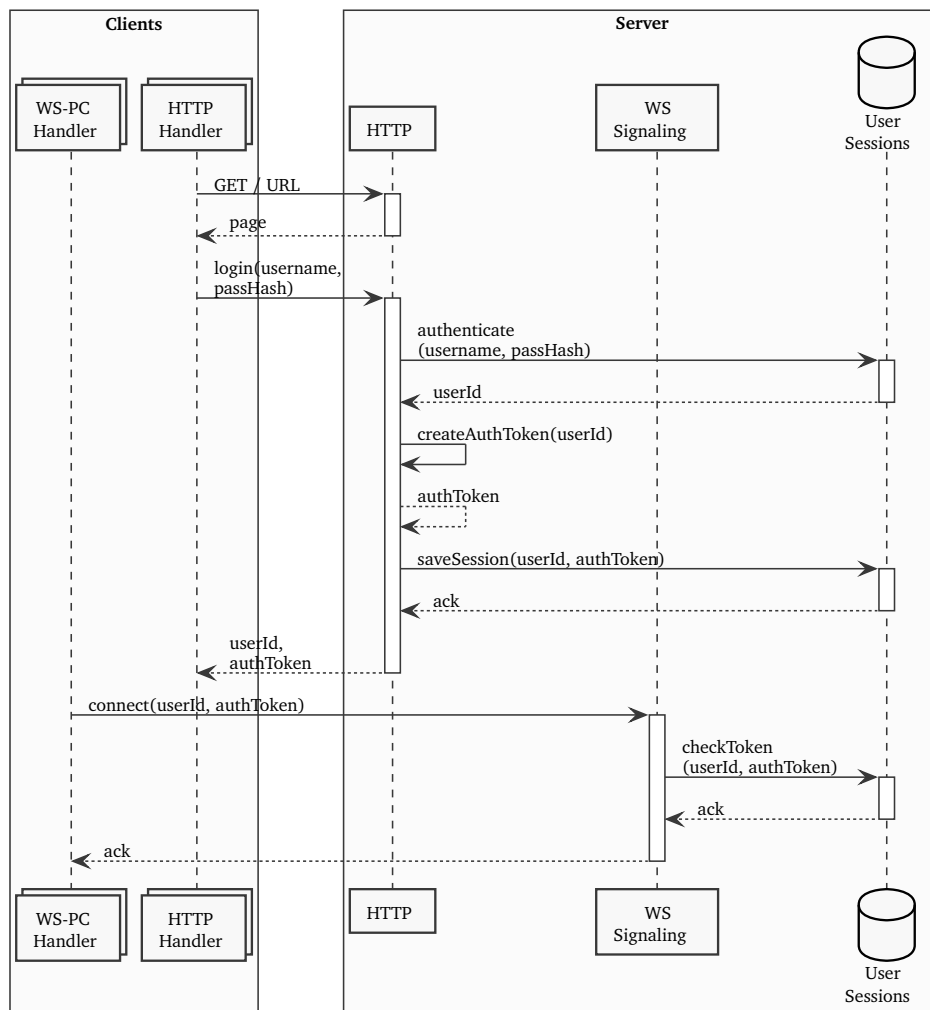 Clients
Server
WS-PC
Handler
HTTP
Handler
HTTP
WS
Signaling
User
Sessions
GET / URL
page
login(username,
passHash)
authenticate
(username, passHash)
userId
createAuthToken(userId)
authToken
saveSession(userId, authToken)
ack
userId,
authToken
connect(userId, authToken)
checkToken
(userId, authToken)
ack
ack
WS-PC
Handler
HTTP
Handler
HTTP
WS
Signaling
User
Sessions